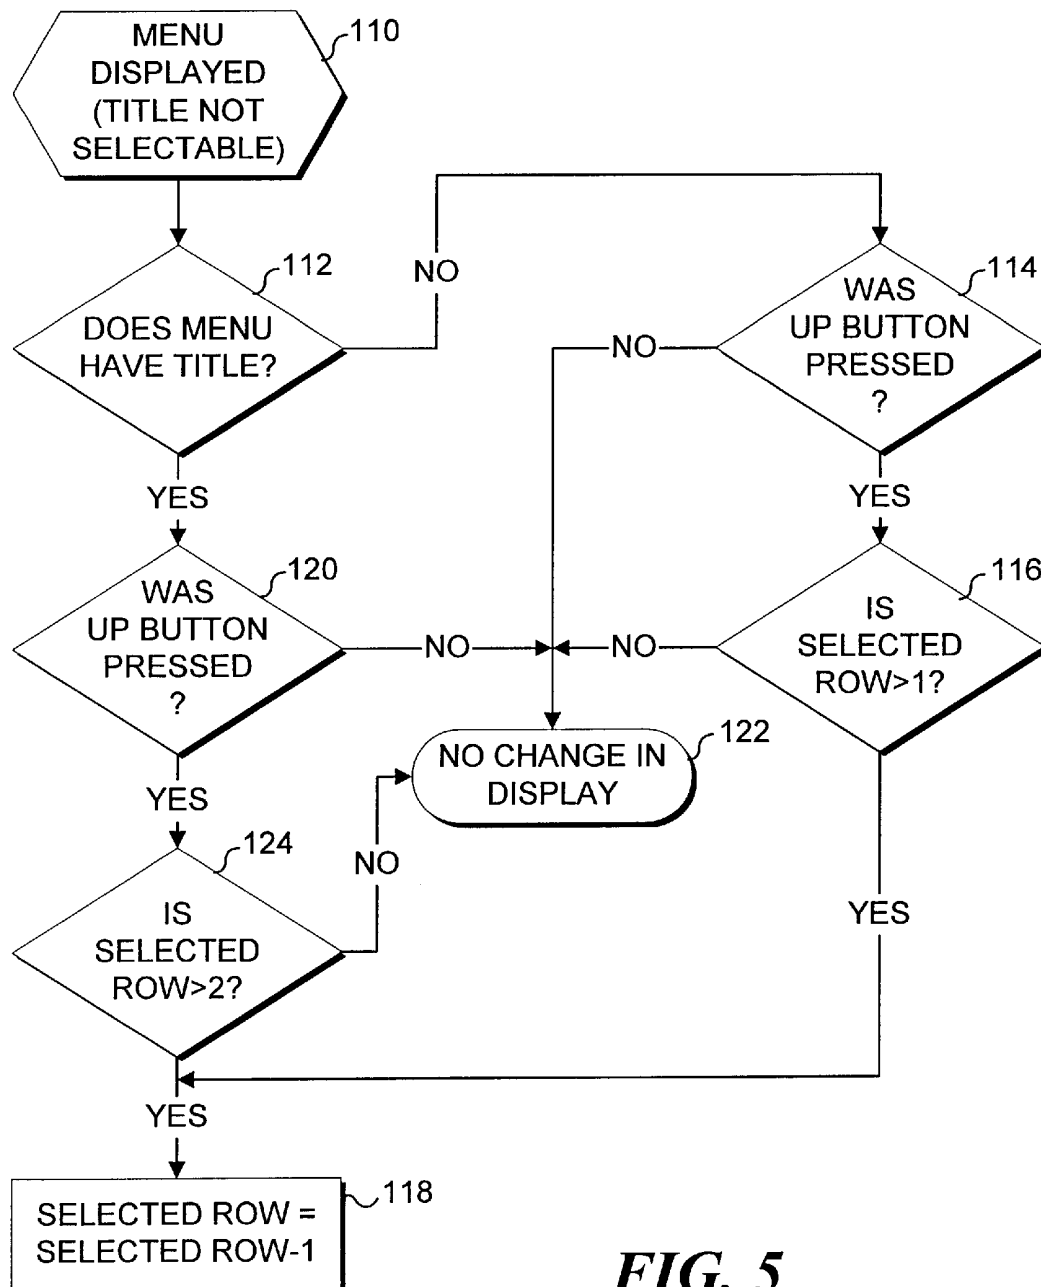 MENU
DISPLAYED
(TITLE NOT
SELECTABLE)
110
DOES MENU
HAVE TITLE?
112
NO
WAS
UP BUTTON
PRESSED
?
114
NO
YES
YES
WAS
UP BUTTON
PRESSED
?
120
NO
NO
IS
SELECTED
ROW>1?
116
NO CHANGE IN
DISPLAY
122
YES
IS
SELECTED
ROW>2?
124
NO
YES
YES
SELECTED ROW =
SELECTED ROW-1
118
FIG. 5